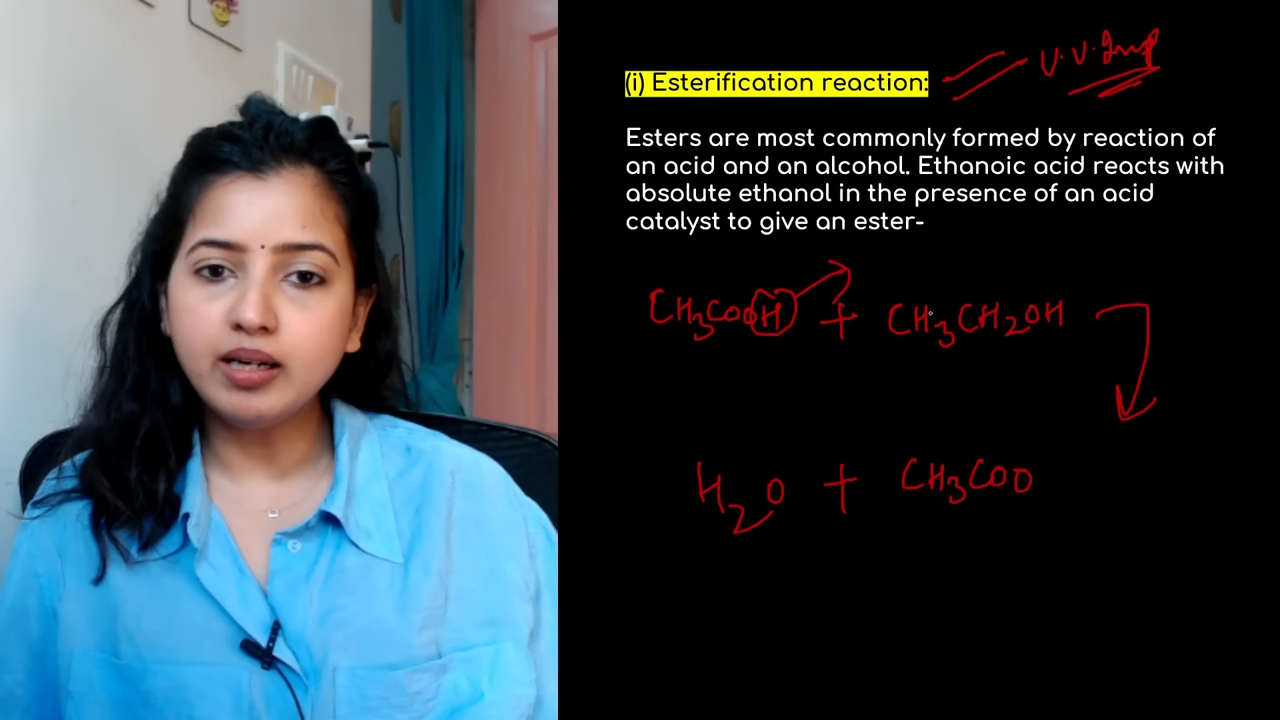 (i) Esterification reaction: V.V.Imp
Esters are most commonly formed by reaction of
an acid and an alcohol. Ethanoic acid reacts with
absolute ethanol in the presence of an acid
catalyst to give an ester-
CH3COOH + CH3CH2OH
H2O + CH3COO